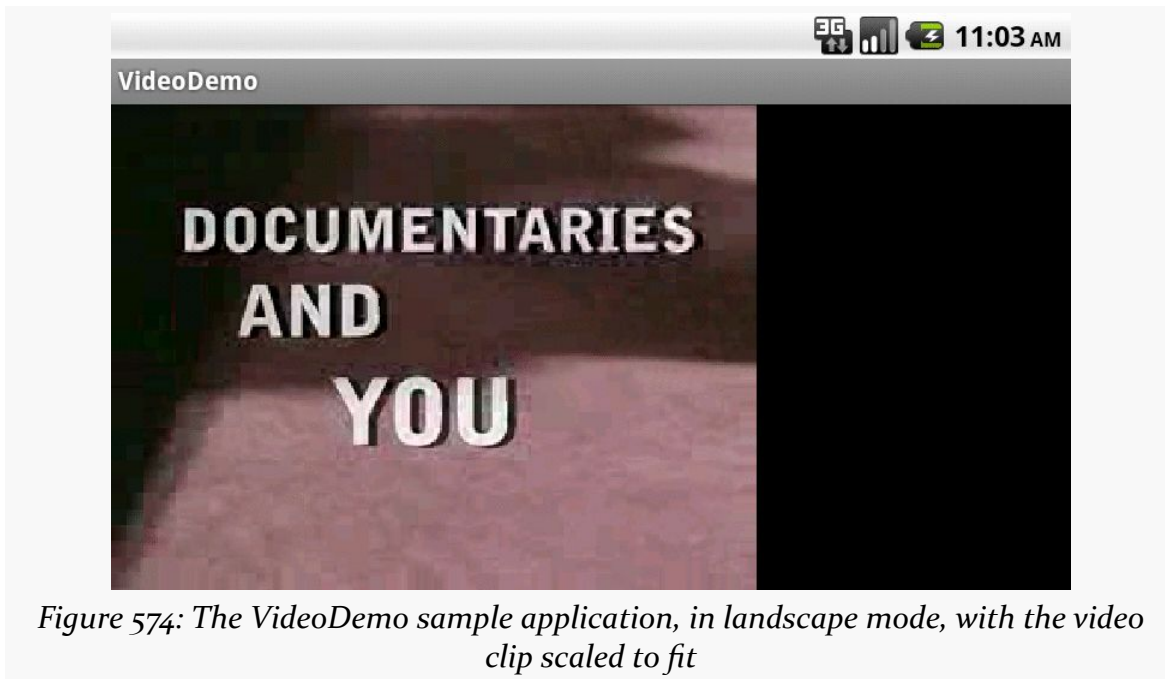 3G 11:03 AM
VideoDemo
DOCUMENTARIES
AND
YOU
Figure 574: The VideoDemo sample application, in landscape mode, with the video
clip scaled to fit